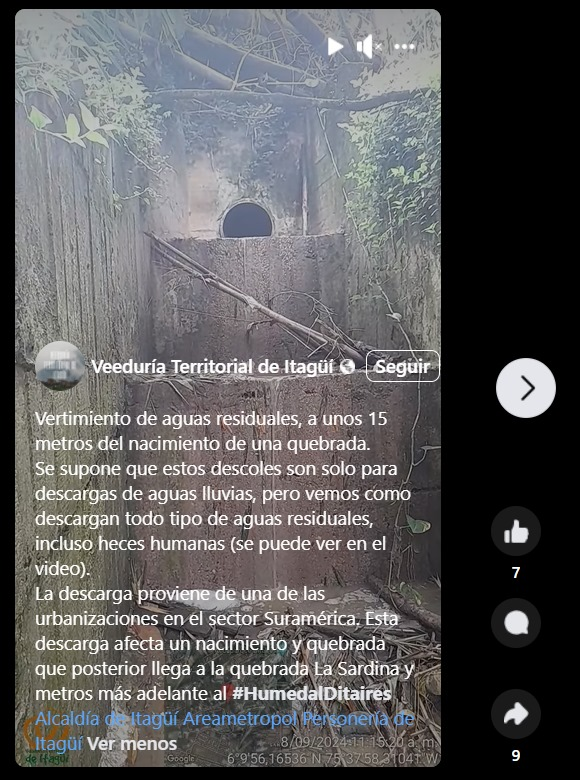 Veeduría Territorial de Itagüí
Seguir
Vertimiento de aguas residuales, a unos 15
metros del nacimiento de una quebrada.
Se supone que estos descoles son solo para
descargas de aguas lluvias, pero vemos como
descargan todo tipo de aguas residuales,
incluso heces humanas (se puede ver en el
video).
La descarga proviene de una de las
urbanizaciones en el sector Suramérica. Esta
descarga afecta un nacimiento y quebrada
que posterior llega a la quebrada La Sardina y
metros más adelante al #HumedalDitaires
Alcaldía de Itagüí Areametropol Personería de
Itagüí Ver menos
8/09/2024 11:15:20 a. m.
de Itagüí
Google
6°9'56,16536 N 75°37'58,31041 W
7
9